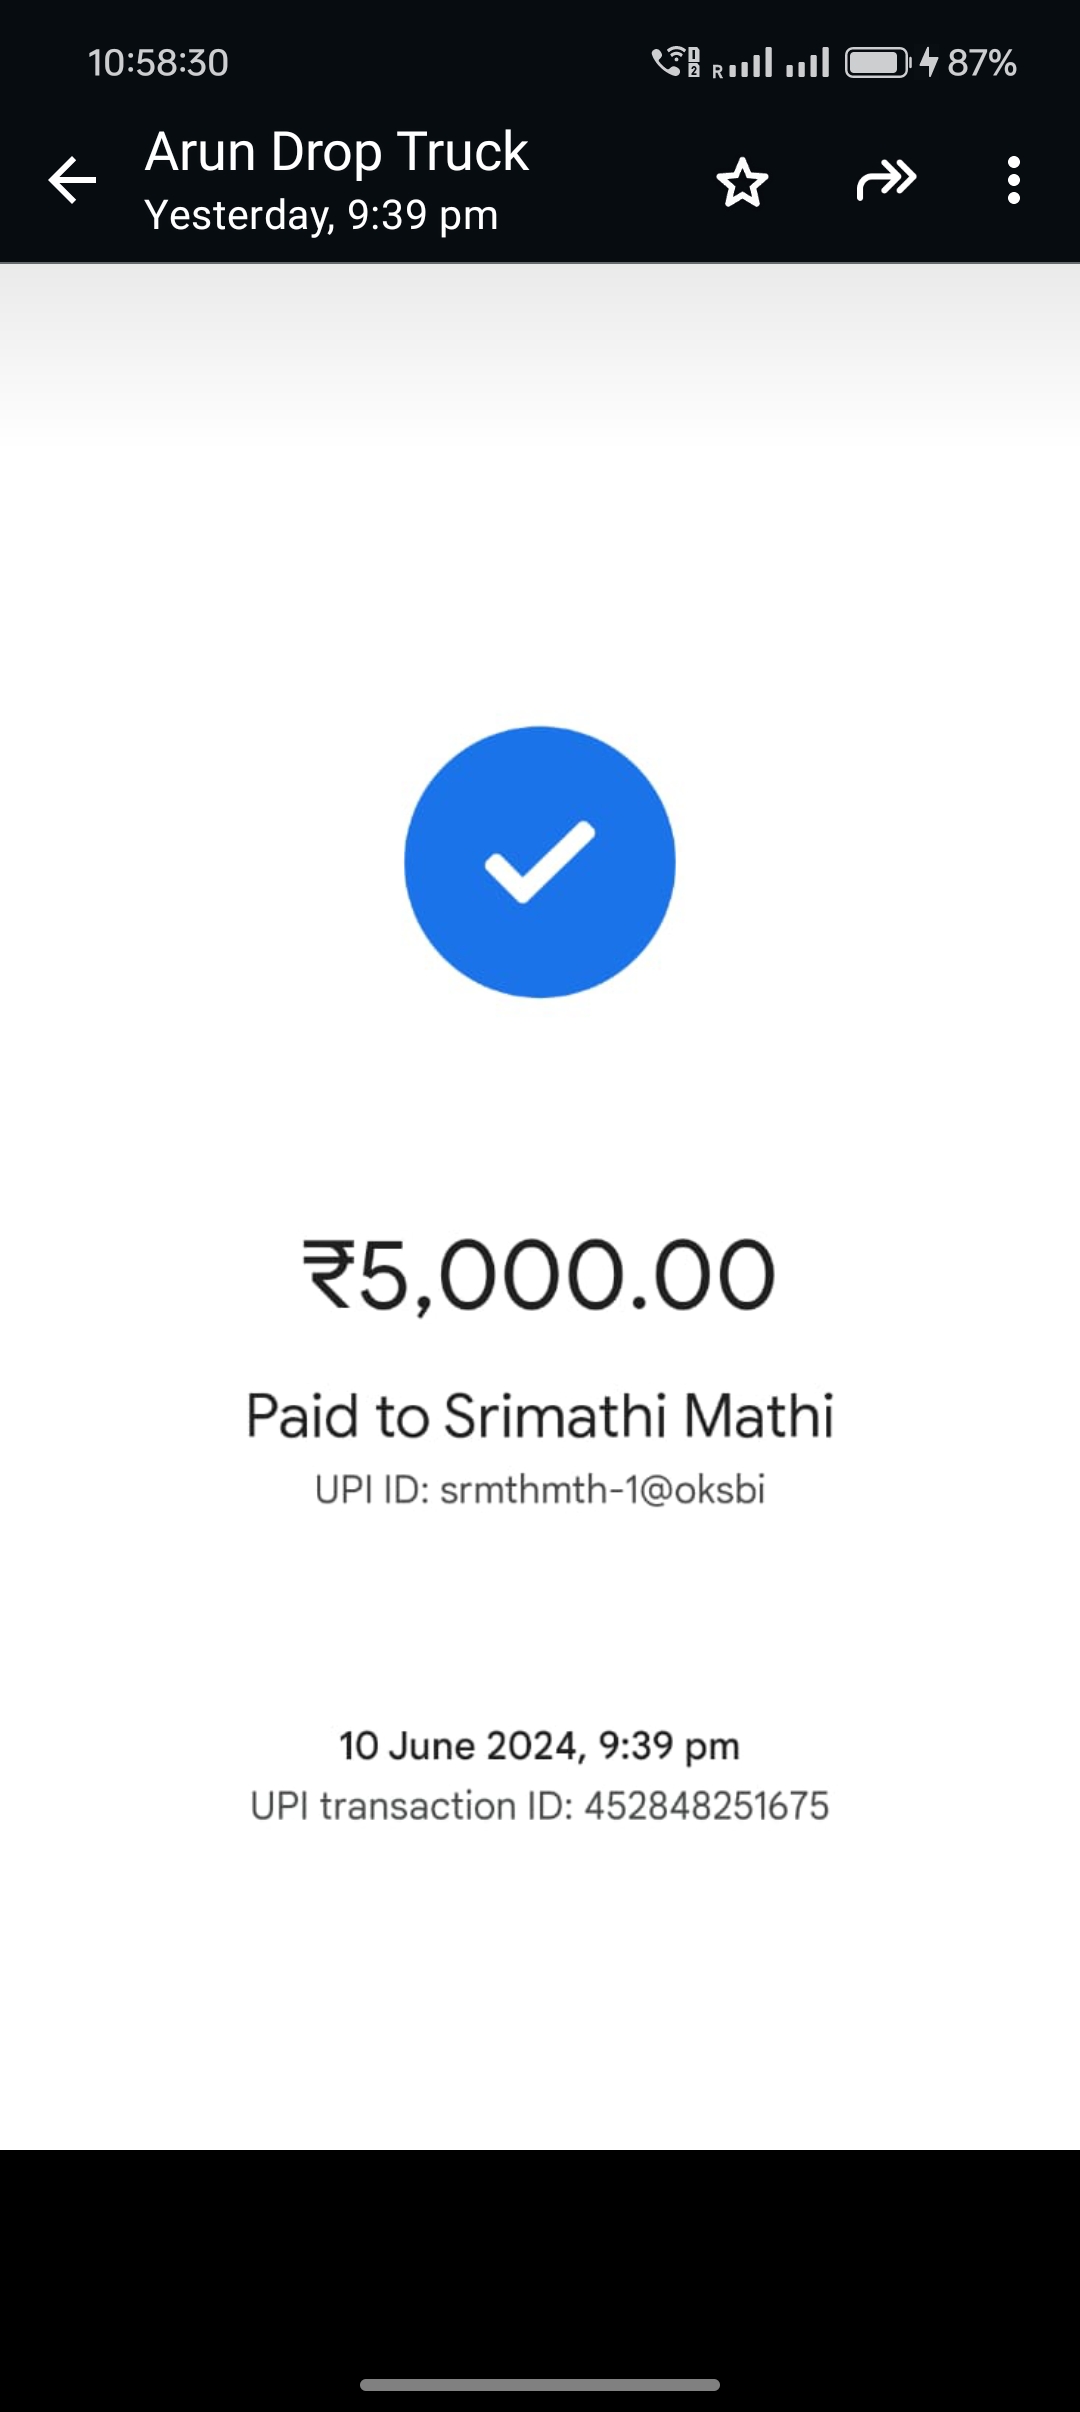 10:58:30
87%
Arun Drop Truck
Yesterday, 9:39 pm
₹5,000.00
Paid to Srimathi Mathi
UPI ID: srmthmth-1@oksbi
10 June 2024, 9:39 pm
UPI transaction ID: 452848251675